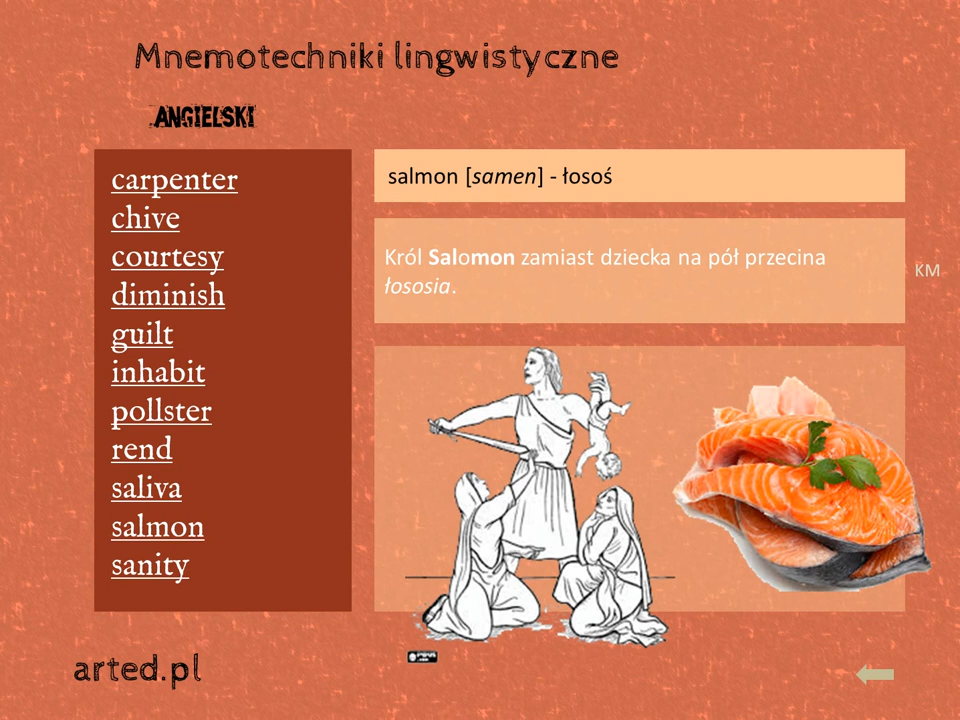 Mnemotechniki lingwistyczne
ANGIELSKI
carpenter
chive
courtesy
diminish
guilt
inhabit
pollster
rend
saliva
salmon
sanity
salmon [samen] - łosoś
Król Salomon zamiast dziecka na pół przecina
łososia.
KM
arted.pl